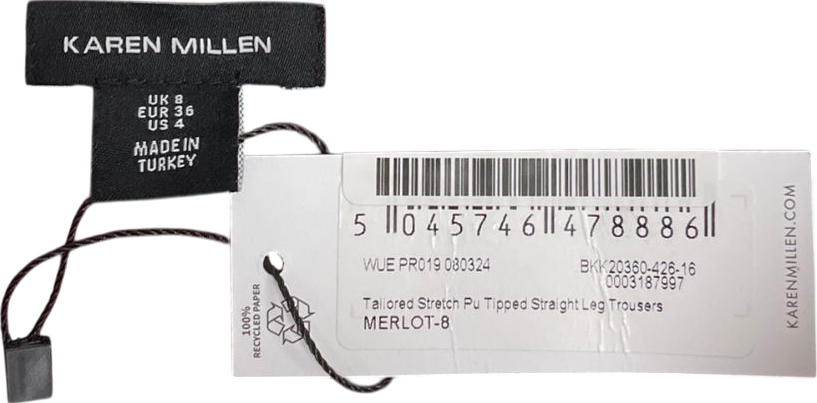 KAREN MILLEN
UK 8
EUR 36
US 4
MADE IN
TURKEY
5 045746 478886
WUE PR019 080324
BKK20360-426-16
0003187997
Tailored Stretch Pu Tipped Straight Leg Trousers
MERLOT-8
100%
RECYCLED PAPER
KARENMILLEN.COM